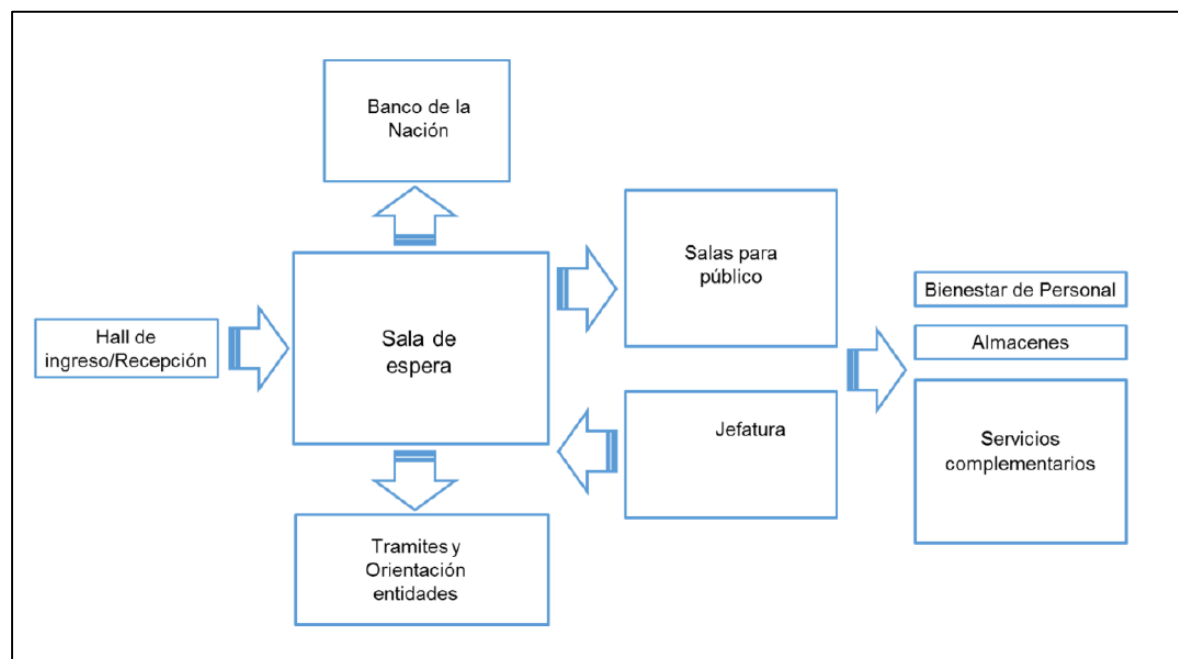 Banco de la
Nación
Salas para
público
Bienestar de Personal
Hall de
ingreso/Recepción
Sala de
espera
Almacenes
Jefatura
Servicios
complementarios
Tramites y
Orientación
entidades